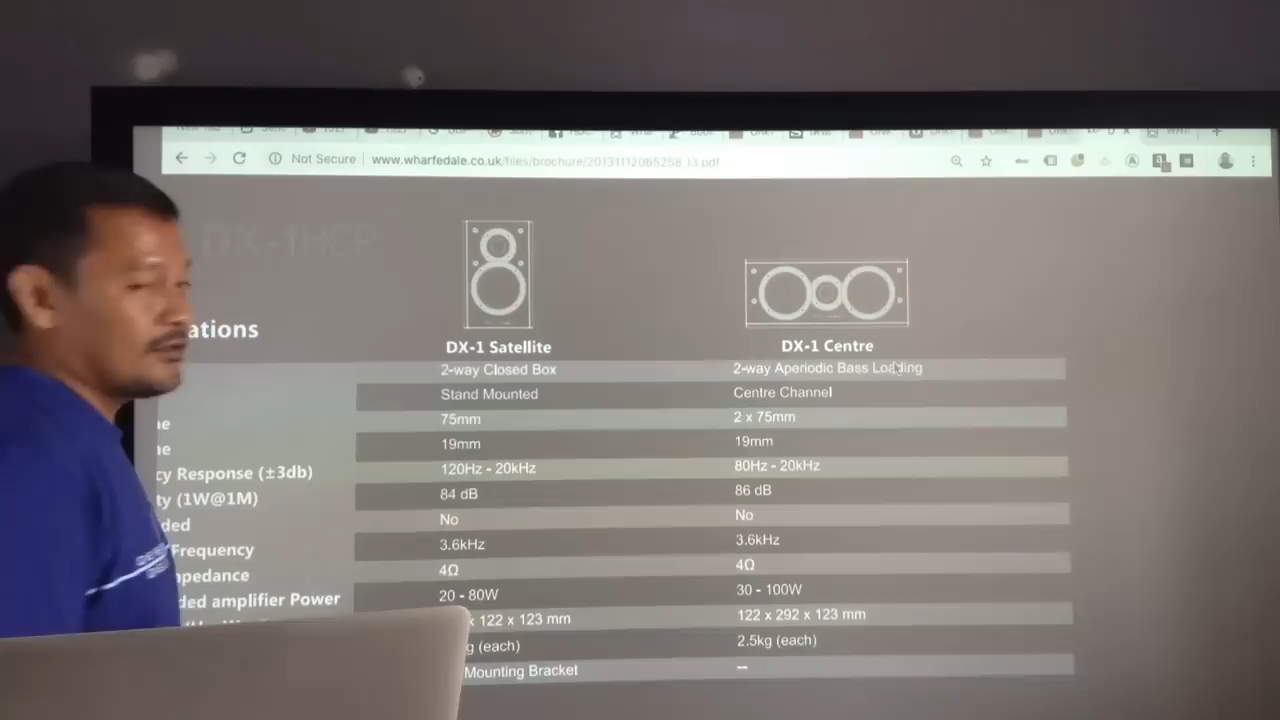 Not Secure www.wharfedale.co.uk/files/brochure/20131112065258_13.pdf
DX-1HCP
ations
DX-1 Satellite DX-1 Centre
2-way Closed Box 2-way Aperiodic Bass Loading
Stand Mounted Centre Channel
75mm 2 x 75mm
19mm 19mm
cy Response (±3db) 120Hz - 20kHz 80Hz - 20kHz
ty (1W@1M) 84 dB 86 dB
ded No No
Frequency 3.6kHz 3.6kHz
mpedance 4Ω 4Ω
ded amplifier Power 20 - 80W 30 - 100W
x 122 x 123 mm 122 x 292 x 123 mm
g (each) 2.5kg (each)
Mounting Bracket --